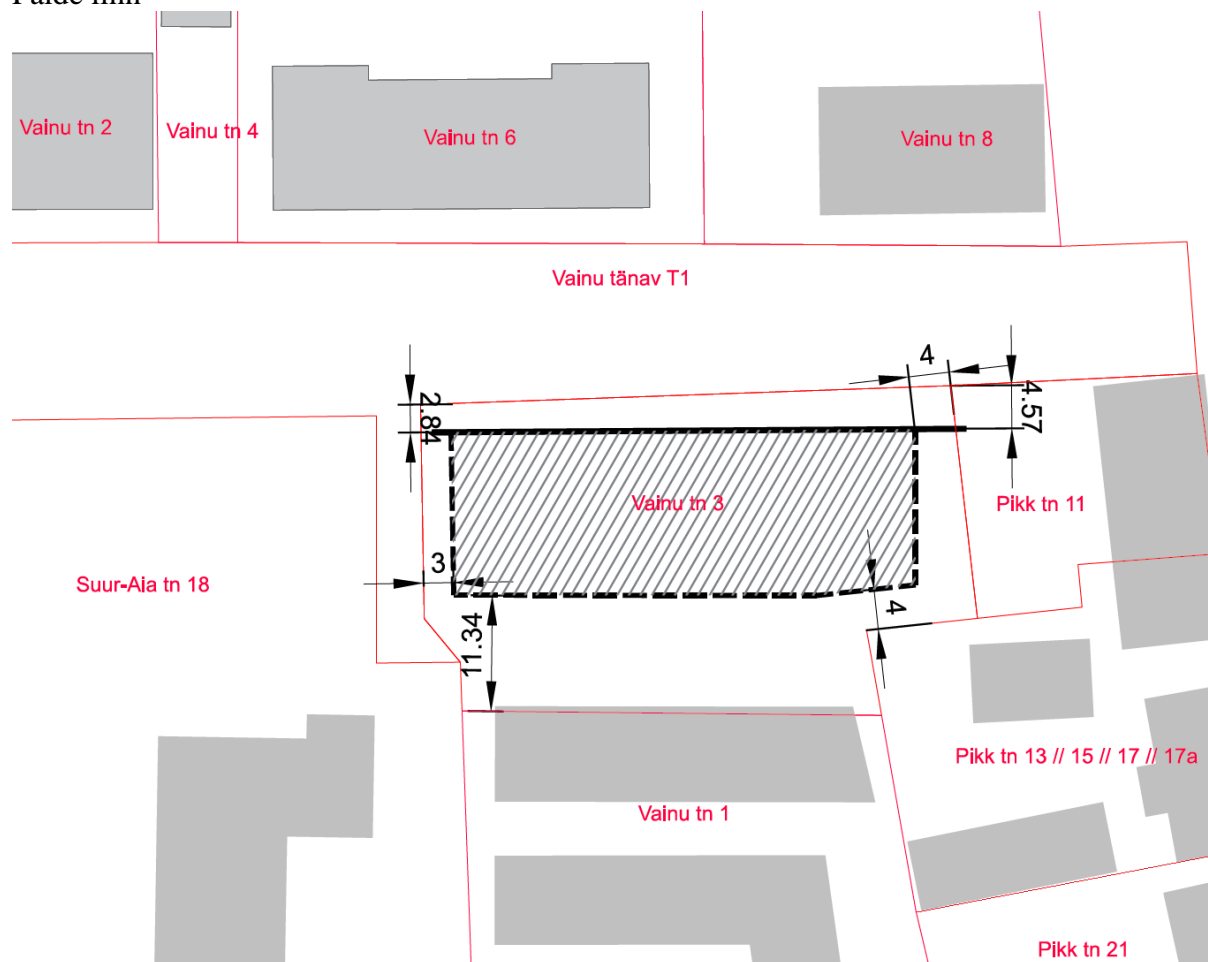 Vainu tn 2
Vainu tn 4
Vainu tn 6
Vainu tn 8
Vainu tänav T1
4
2.84
4.57
Vainu tn 3
Pikk tn 11
3
Suur-Aia tn 18
4
11.34
Pikk tn 13 // 15 // 17 // 17a
Vainu tn 1
Pikk tn 21